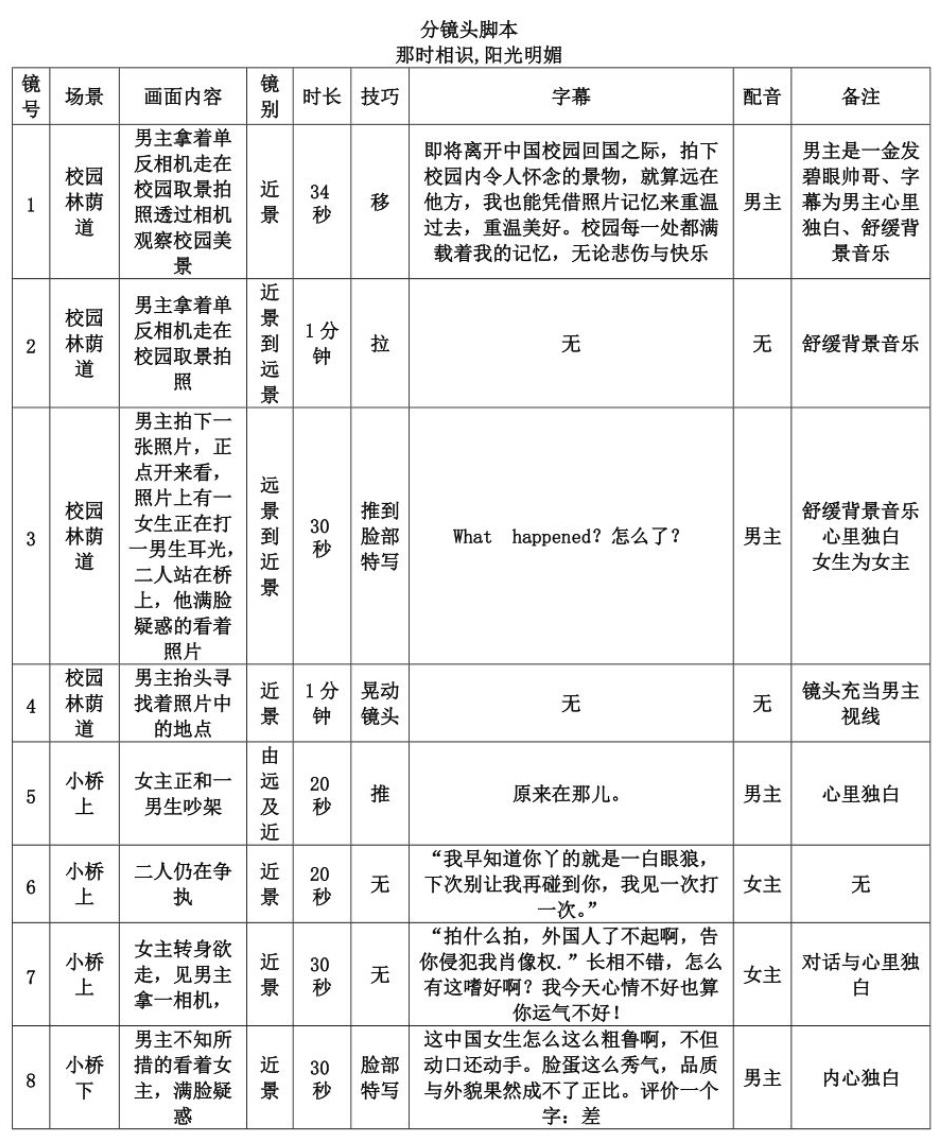 分镜头脚本
那时相识,阳光明媚
镜
号
场景
画面内容
镜
别
时长
技巧
字幕
配音
备注
1
校园
林荫
道
男主拿着单
反相机走在
校园取景拍
照透过相机
观察校园美
景
近
景
34
秒
移
即将离开中国校园回国之际，拍下
校园内令人怀念的景物，就算远在
他方，我也能凭借照片记忆来重温
过去，重温美好。校园每一处都满
载着我的记忆，无论悲伤与快乐
男主
男主是一金发
碧眼帅哥、字
幕为男主心里
独白、舒缓背
景音乐
2
校园
林荫
道
男主拿着单
反相机走在
校园取景拍
照
近
景
到
远
景
1 分
钟
拉
无
无
舒缓背景音乐
3
校园
林荫
道
男主拍下一
张照片，正
点开来看，
照片上有一
女生正在打
一男生耳光，
二人站在桥
上，他满脸
疑惑的看着
照片
远
景
到
近
景
30
秒
推到
脸部
特写
What happened？怎么了？
男主
舒缓背景音乐
心里独白
女生为女主
4
校园
林荫
道
男主抬头寻
找着照片中
的地点
近
景
1 分
钟
晃动
镜头
无
无
镜头充当男主
视线
5
小桥
上
女主正和一
男生吵架
由
远
及
近
20
秒
推
原来在那儿。
男主
心里独白
6
小桥
上
二人仍在争
执
近
景
20
秒
无
“我早知道你丫的就是一白眼狼，
下次别让我再碰到你，我见一次打
一次。”
女主
无
7
小桥
上
女主转身欲
走，见男主
拿一相机，
近
景
30
秒
无
“拍什么拍，外国人了不起啊，告
你侵犯我肖像权.”长相不错，怎么
有这嗜好啊？我今天心情不好也算
你运气不好！
女主
对话与心里独
白
8
小桥
下
男主不知所
措的看着女
主，满脸疑
惑
近
景
30
秒
脸部
特写
这中国女生怎么这么粗鲁啊，不但
动口还动手。脸蛋这么秀气，品质
与外貌果然成不了正比。评价一个
字：差
男主
内心独白